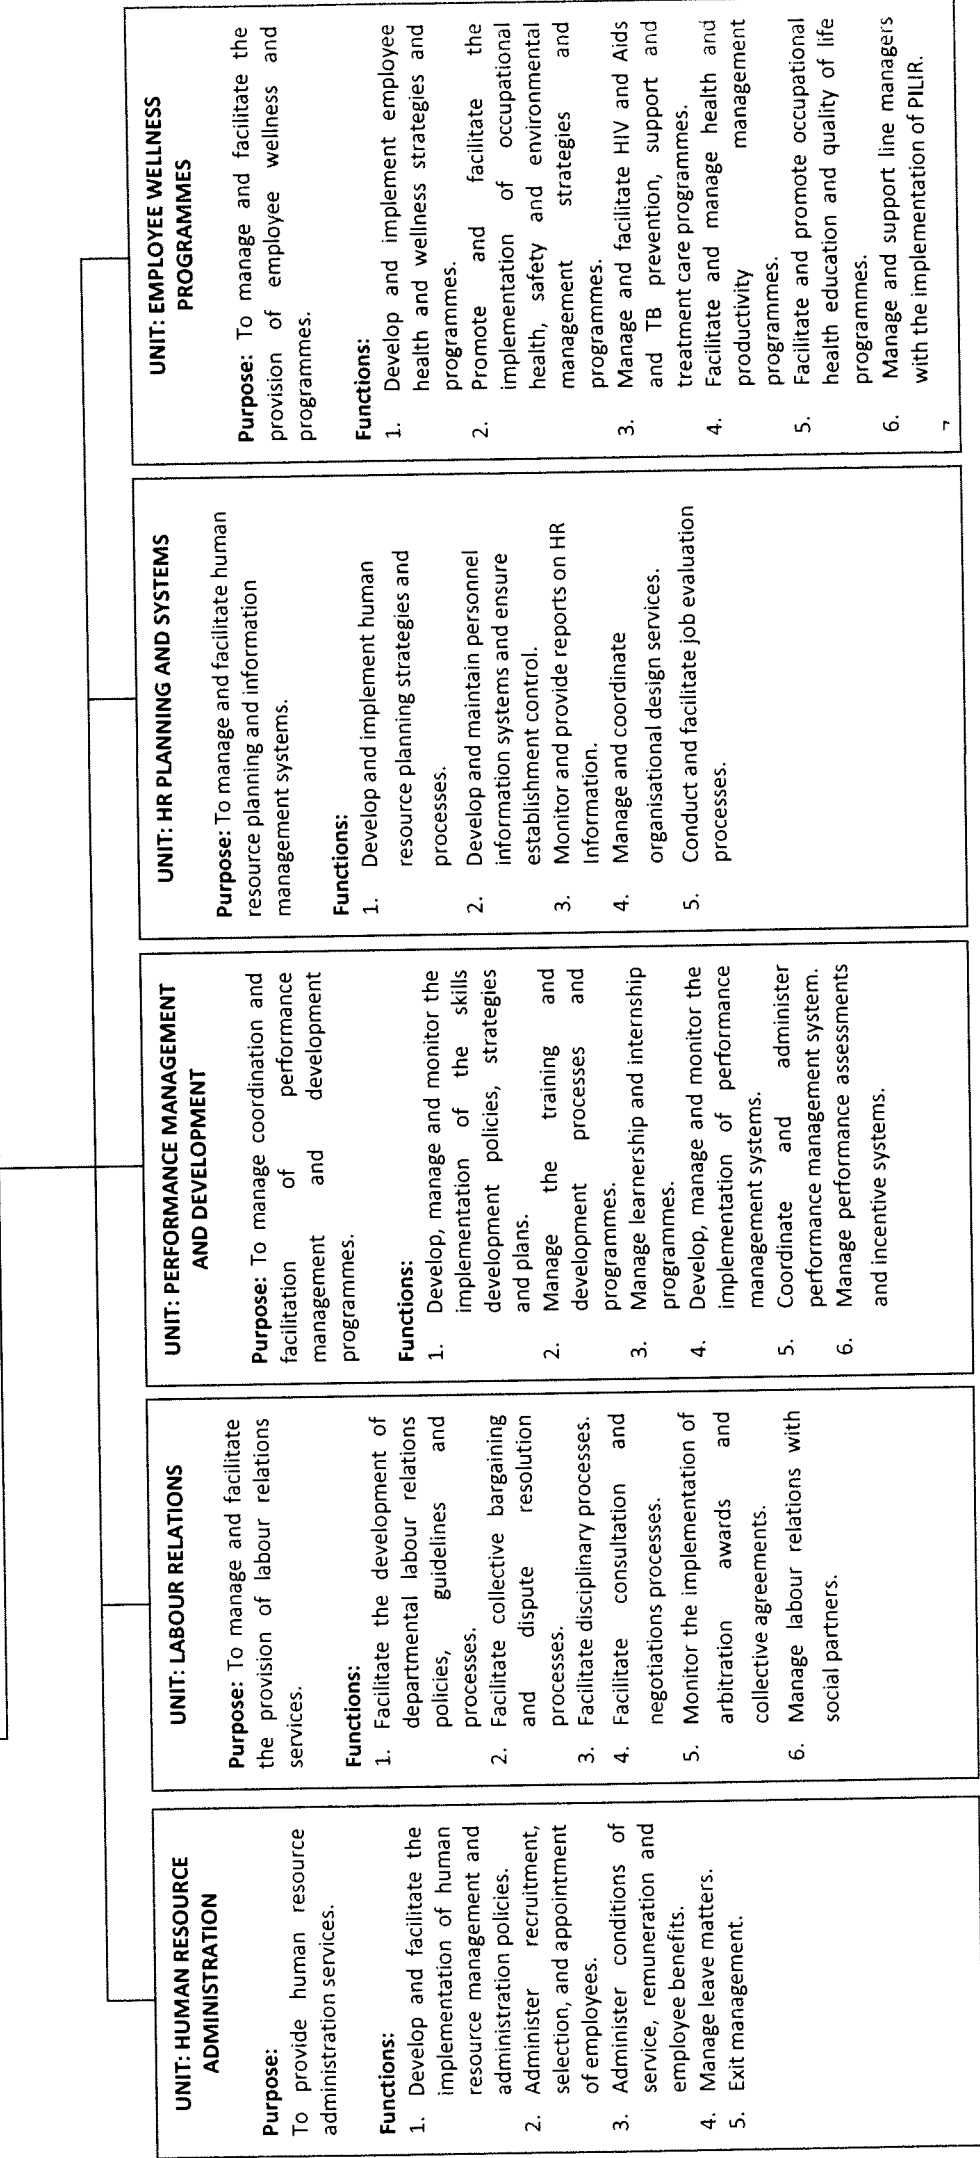 UNIT: HUMAN RESOURCE
ADMINISTRATION
Purpose:
To provide human resource
administration services.
Functions:
1. Develop and facilitate the
implementation of human
resource management and
administration policies.
2. Administer recruitment,
selection, and appointment
of employees.
3. Administer conditions of
service, remuneration and
employee benefits.
4. Manage leave matters.
5. Exit management.
UNIT: LABOUR RELATIONS
Purpose: To manage and facilitate
the provision of labour relations
services.
Functions:
1. Facilitate the development of
departmental labour relations
policies, guidelines and
processes.
2. Facilitate collective bargaining
and dispute resolution
processes.
3. Facilitate disciplinary processes.
4. Facilitate consultation and
negotiations processes.
5. Monitor the implementation of
arbitration awards and
collective agreements.
6. Manage labour relations with
social partners.
UNIT: PERFORMANCE MANAGEMENT
AND DEVELOPMENT
Purpose: To manage coordination and
facilitation of performance
management and development
programmes.
Functions:
1. Develop, manage and monitor the
implementation of the skills
development policies, strategies
and plans.
2. Manage the training and
development processes and
programmes.
3. Manage learnership and internship
programmes.
4. Develop, manage and monitor the
implementation of performance
management systems.
5. Coordinate and administer
performance management system.
6. Manage performance assessments
and incentive systems.
UNIT: HR PLANNING AND SYSTEMS
Purpose: To manage and facilitate human
resource planning and information
management systems.
Functions:
1. Develop and implement human
resource planning strategies and
processes.
2. Develop and maintain personnel
information systems and ensure
establishment control.
3. Monitor and provide reports on HR
Information.
4. Manage and coordinate
organisational design services.
5. Conduct and facilitate job evaluation
processes.
UNIT: EMPLOYEE WELLNESS
PROGRAMMES
Purpose: To manage and facilitate the
provision of employee wellness and
programmes.
Functions:
1. Develop and implement employee
health and wellness strategies and
programmes.
2. Promote and facilitate the
implementation of occupational
health, safety and environmental
management strategies and
programmes.
3. Manage and facilitate HIV and Aids
and TB prevention, support and
treatment care programmes.
4. Facilitate and manage health and
productivity management
programmes.
5. Facilitate and promote occupational
health education and quality of life
programmes.
6. Manage and support line managers
with the implementation of PILIR.